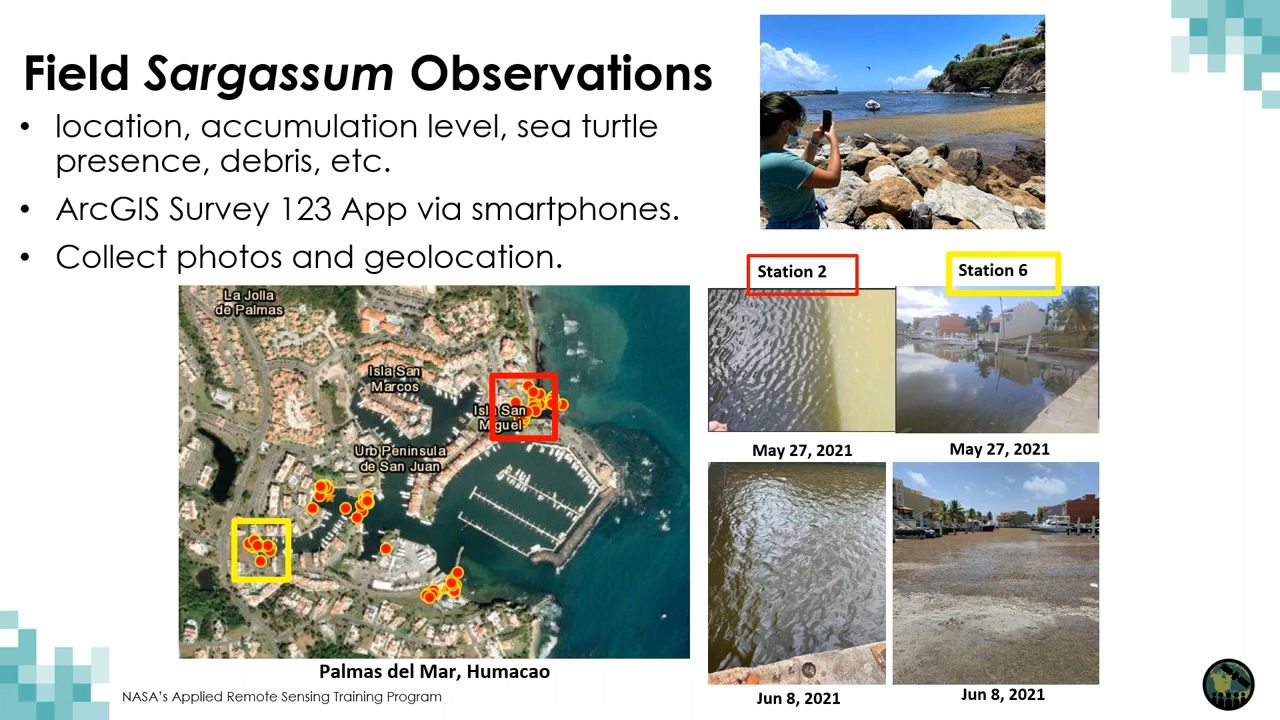 Field Sargassum Observations
• location, accumulation level, sea turtle
presence, debris, etc.
• ArcGIS Survey 123 App via smartphones.
• Collect photos and geolocation.
La Jolla
de Palmas
Isla San
Marcos
Isla San
Miguel
Urb Peninsula
de San Juan
Palmas del Mar, Humacao
Station 2
Station 6
May 27, 2021
May 27, 2021
Jun 8, 2021
Jun 8, 2021
NASA's Applied Remote Sensing Training Program